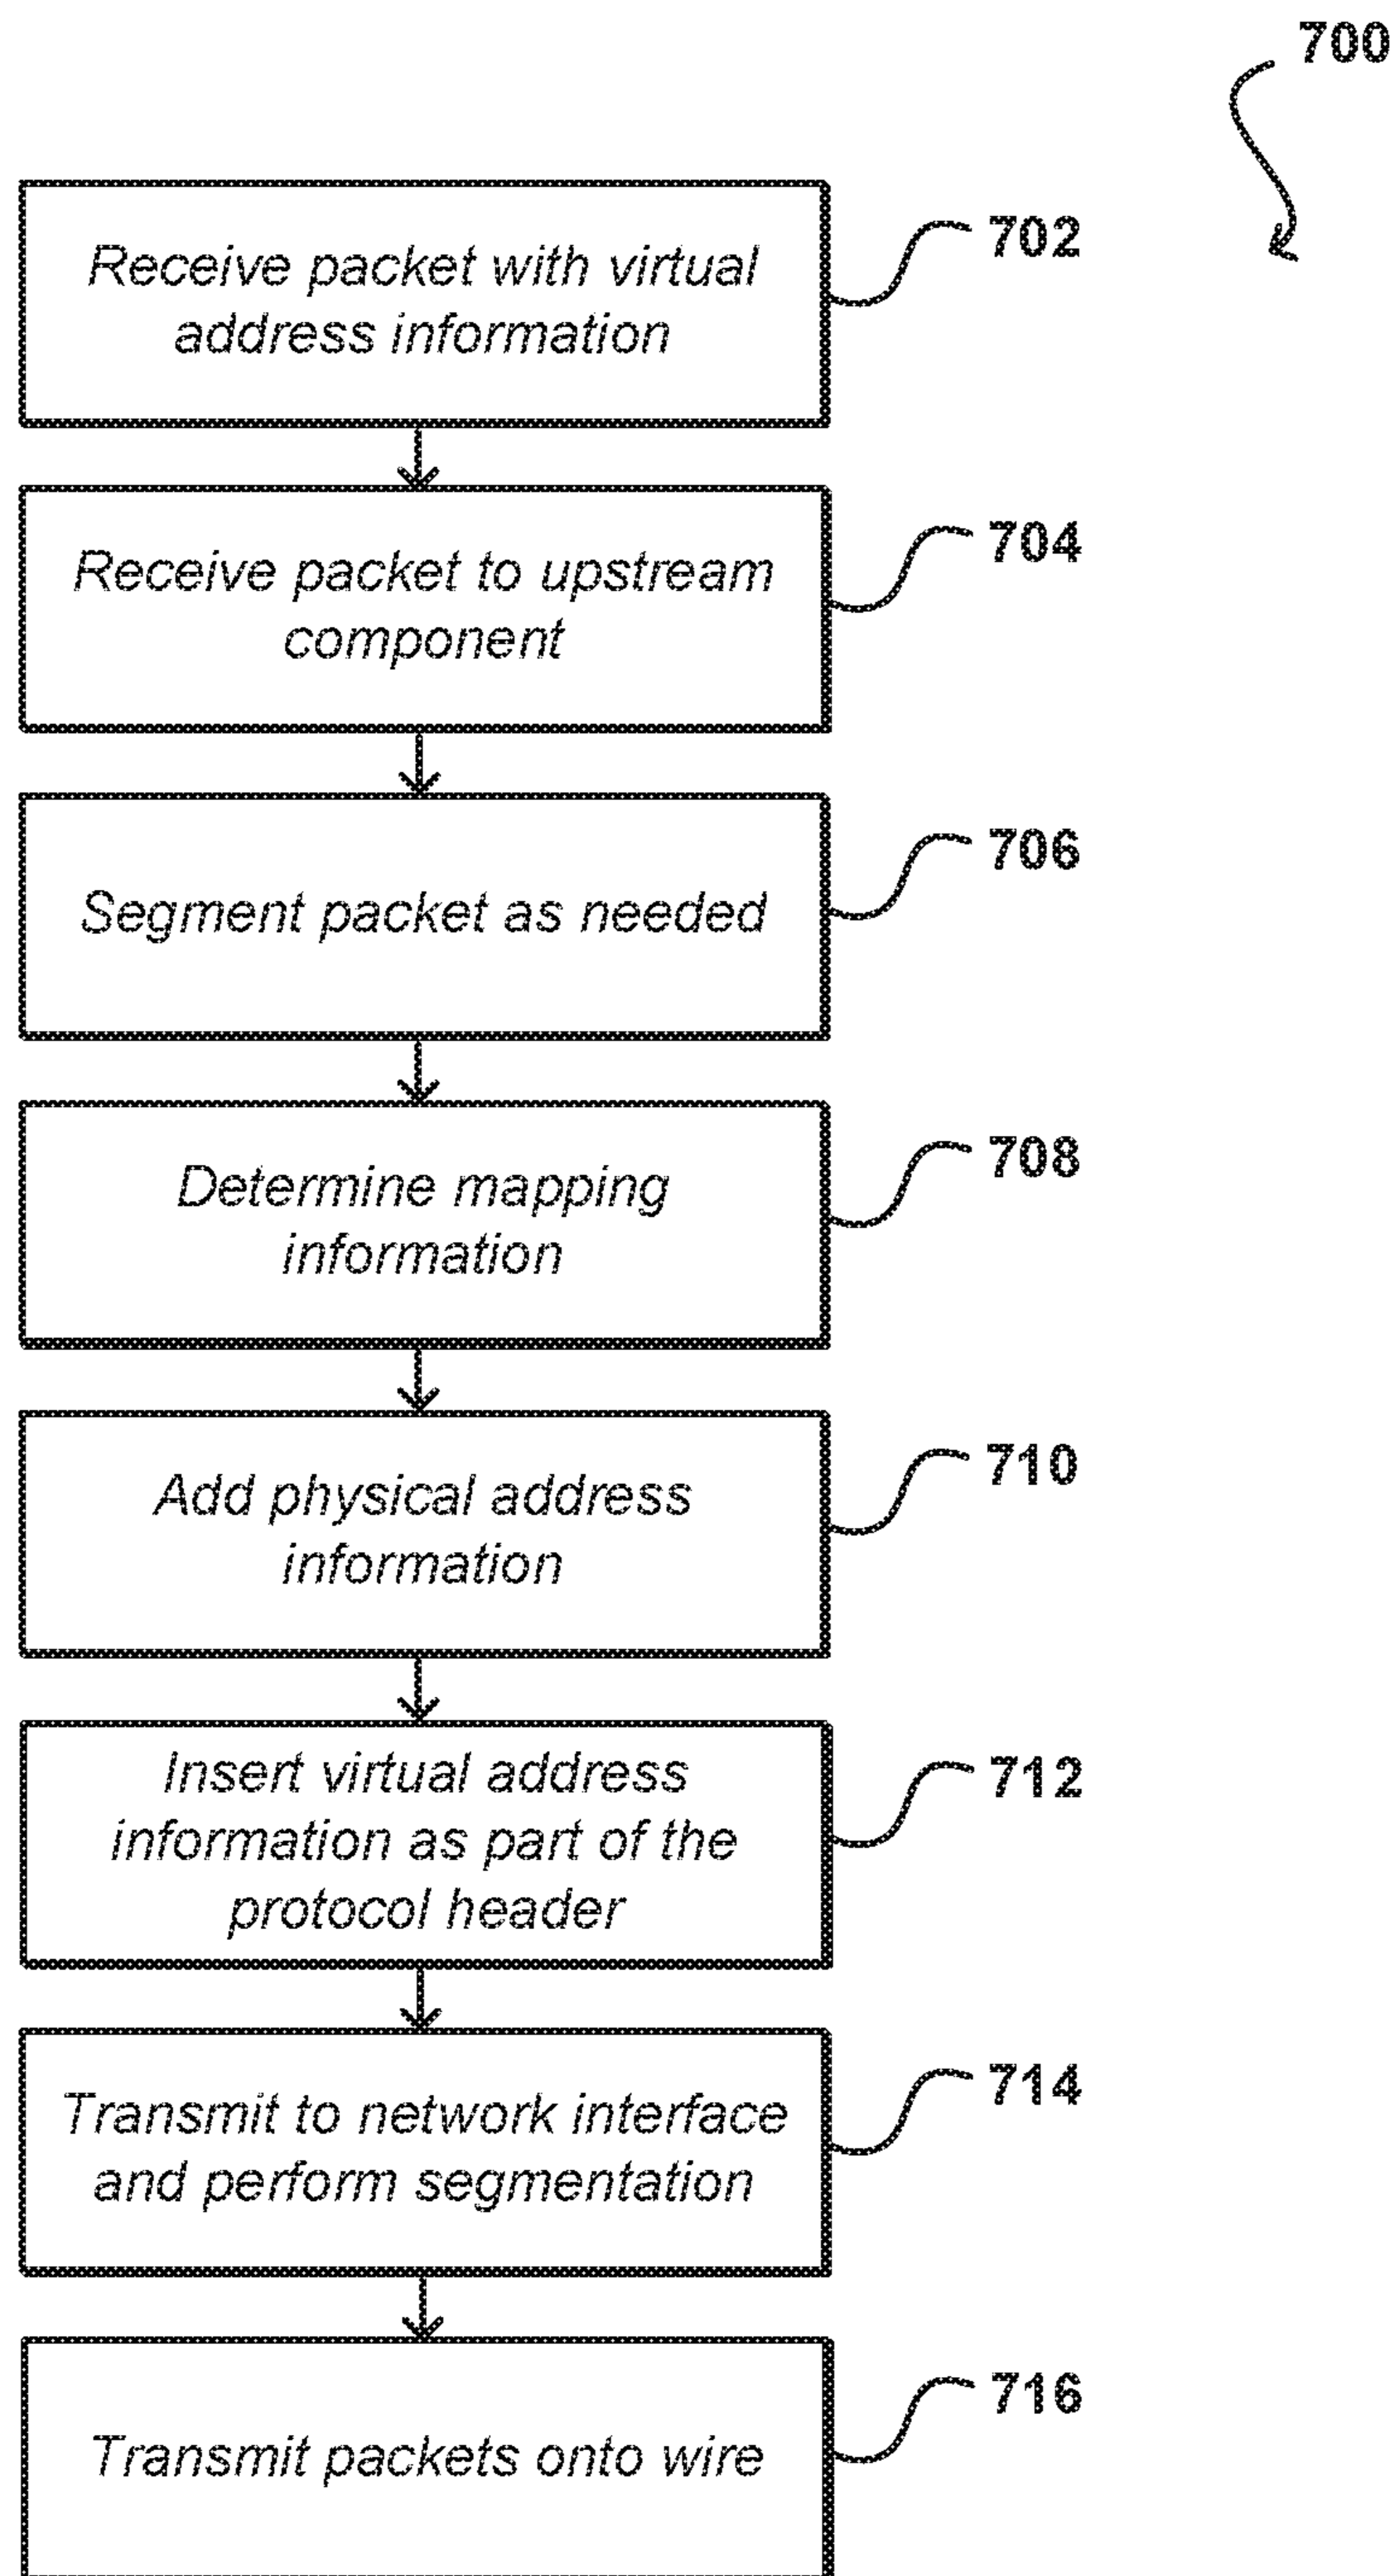 700
Receive packet with virtual
address information
702
Receive packet to upstream
component
704
Segment packet as needed
706
Determine mapping
information
708
Add physical address
information
710
Insert virtual address
information as part of the
protocol header
712
Transmit to network interface
and perform segmentation
714
Transmit packets onto wire
716